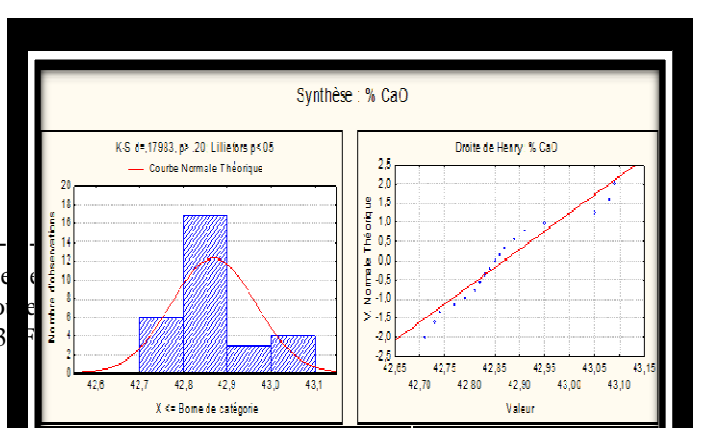 Synthèse : % CaO
K-S d=,17983, p> .20 Lilliefors p<05
Courbe Normale Théorique
Nombre d'observations
20
18
16
14
12
10
8
6
4
2
0
42,6 42,7 42,8 42,9 43,0 43,1
X <= Borne de catégorie
Droite de Henry % CaO
V. Normale Théorique
2,5
2,0
1,5
1,0
0,5
0,0
-0,5
-1,0
-1,5
-2,0
-2,5
42,65 42,75 42,85 42,95 43,05 43,15
42,70 42,80 42,90 43,00 43,10
Valeur